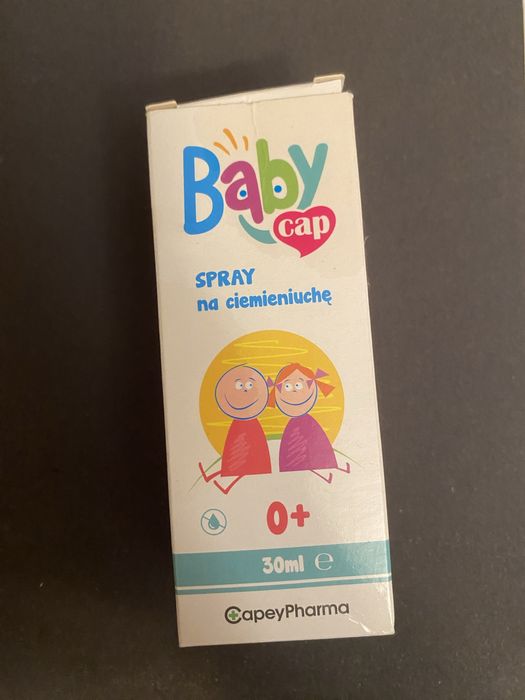 Baby
cap
SPRAY
na ciemieniuchę
0+
30ml ℮
CapeyPharma